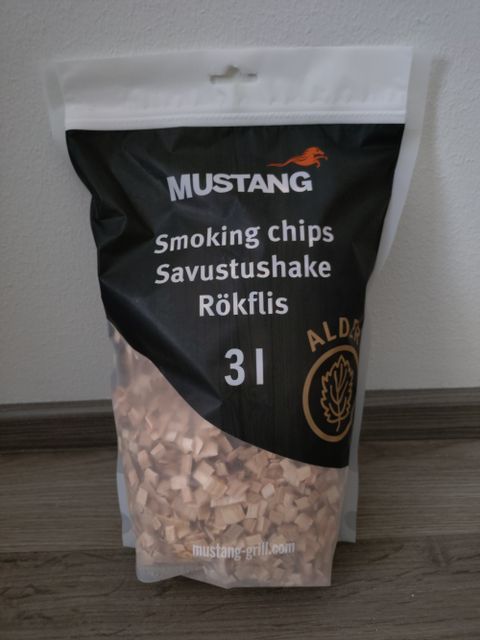 MUSTANG
Smoking chips
Savustushake
Rökflis
3 l
ALDER
mustang-grill.com